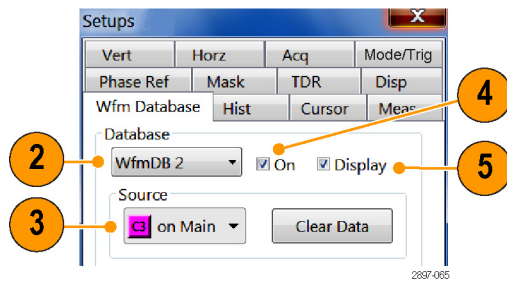 Setups
X
Vert Horz Acq Mode/Trig
Phase Ref Mask TDR Disp
Wfm Database Hist Cursor Meas
4
Database
2 WfmDB 2 On Display 5
Source
3 C3 on Main Clear Data
2897-065